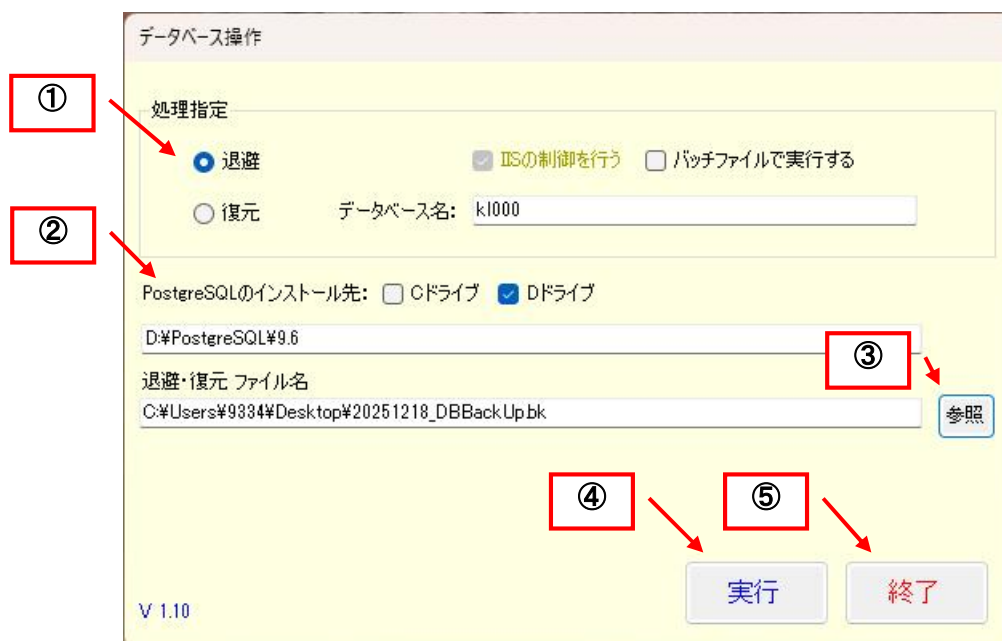 データベース操作
①
処理指定
退避 IISの制御を行う バッチファイルで実行する
復元 データベース名: kl000
②
PostgreSQLのインストール先: Cドライブ Dドライブ
D:¥PostgreSQL¥9.6
③
退避・復元 ファイル名
C:¥Users¥9334¥Desktop¥20251218_DBBackUp.bk 参照
④ ⑤
実行 終了
V 1.10